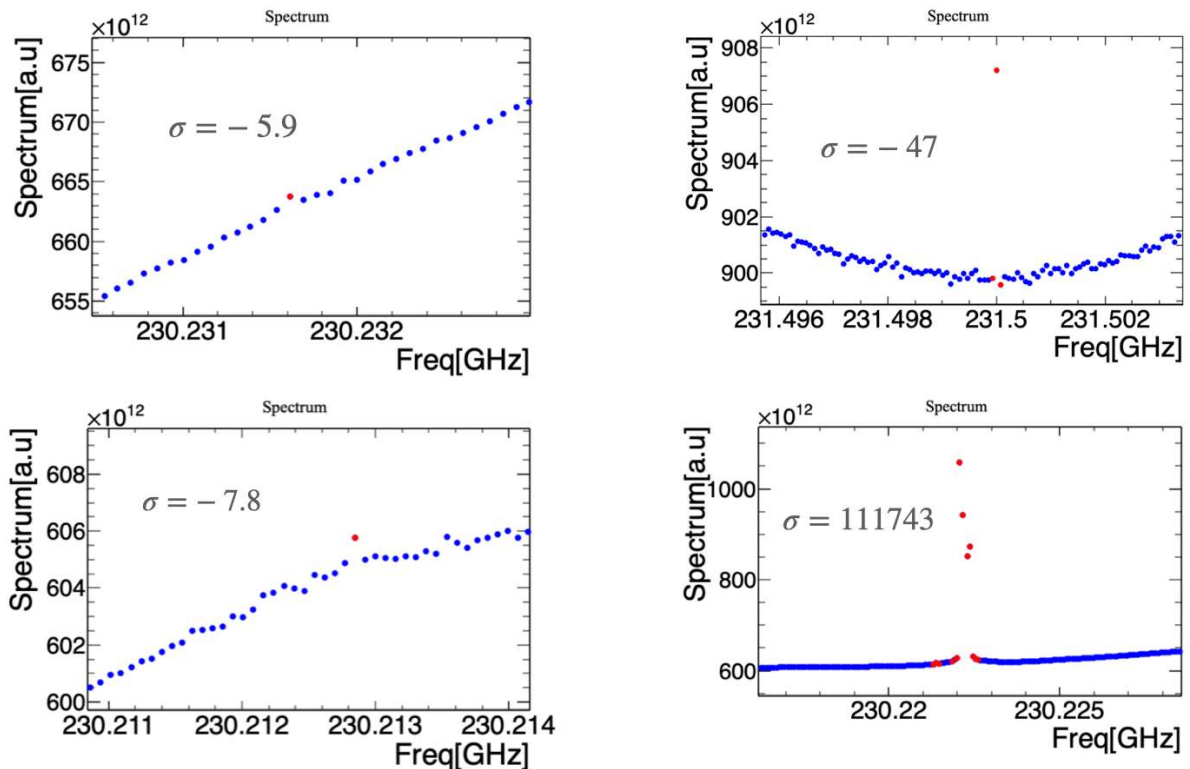 Spectrum
×10¹²
Spectrum[a.u]
675
670
665
660
655
σ = − 5.9
230.231 230.232
Freq[GHz]
Spectrum
×10¹²
Spectrum[a.u]
908
906
904
902
900
σ = − 47
231.496 231.498 231.5 231.502
Freq[GHz]
Spectrum
×10¹²
Spectrum[a.u]
608
606
604
602
600
σ = − 7.8
230.211 230.212 230.213 230.214
Freq[GHz]
Spectrum
×10¹²
Spectrum[a.u]
1000
800
600
σ = 111743
230.22 230.225
Freq[GHz]